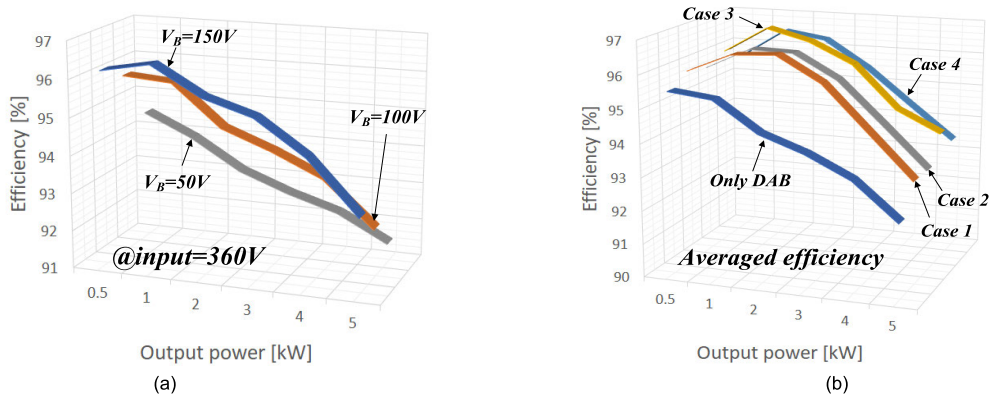 97
96
95
94
93
92
91
Efficiency [%]
V_B=150V
V_B=100V
V_B=50V
@input=360V
0.5
1
2
3
4
5
Output power [kW]
(a)
97
96
95
94
93
92
91
90
Efficiency [%]
Case 3
Case 4
Only DAB
Case 2
Case 1
Averaged efficiency
0.5
1
2
3
4
5
Output power [kW]
(b)